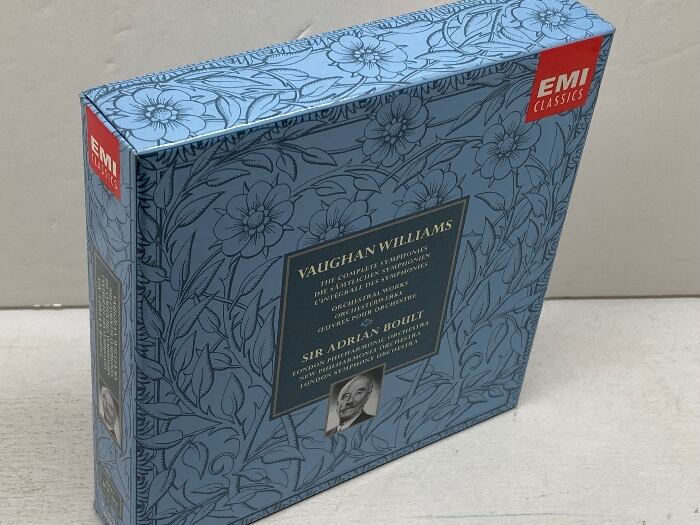 EMI
CLASSICS
EMI
CLASSICS
VAUGHAN WILLIAMS
THE COMPLETE SYMPHONIES
DIE SÄMTLICHEN SYMPHONIEN
L'INTÉGRALE DES SYMPHONIES
ORCHESTRAL WORKS
ORCHESTERWERKE
ŒUVRES POUR ORCHESTRE
SIR ADRIAN BOULT
LONDON PHILHARMONIC ORCHESTRA
NEW PHILHARMONIA ORCHESTRA
LONDON SYMPHONY ORCHESTRA